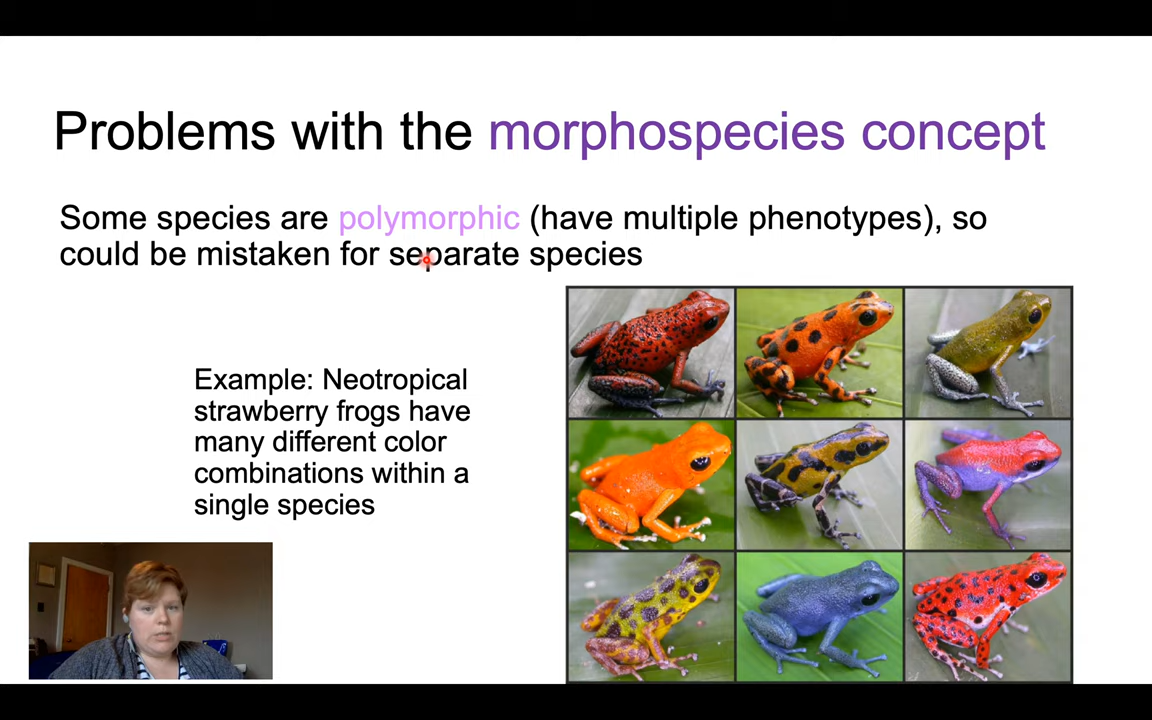 Problems with the morphospecies concept
Some species are polymorphic (have multiple phenotypes), so
could be mistaken for separate species
Example: Neotropical
strawberry frogs have
many different color
combinations within a
single species